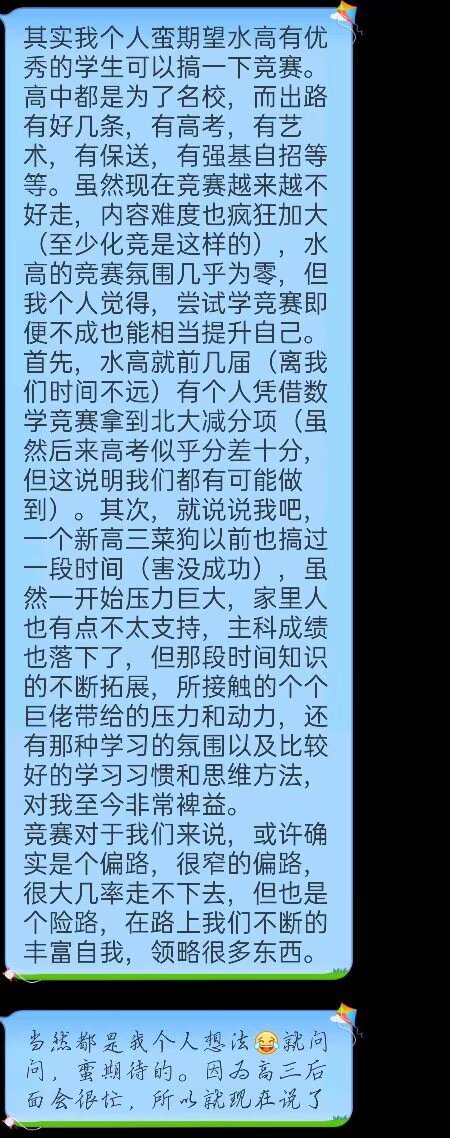 其实我个人蛮期望水高有优
秀的学生可以搞一下竞赛。
高中都是为了名校，而出路
有好几条，有高考，有艺
术，有保送，有强基自招等
等。虽然现在竞赛越来越不
好走，内容难度也疯狂加大
（至少化竞是这样的），水
高的竞赛氛围几乎为零，但
我个人觉得，尝试学竞赛即
便不成也能相当提升自己。
首先，水高就前几届（离我
们时间不远）有个人凭借数
学竞赛拿到北大减分项（虽
然后来高考似乎分差十分，
但这说明我们都有可能做
到）。其次，就说说我吧，
一个新高三菜狗以前也搞过
一段时间（害没成功），虽
然一开始压力巨大，家里人
也有点不太支持，主科成绩
也落下了，但那段时间知识
的不断拓展，所接触的个个
巨佬带给的压力和动力，还
有那种学习的氛围以及比较
好的学习习惯和思维方法，
对我至今非常裨益。
竞赛对于我们来说，或许确
实是个偏路，很窄的偏路，
很大几率走不下去，但也是
个险路，在路上我们不断的
丰富自我，领略很多东西。
当然都是我个人想法😂就问
问，蛮期待的。因为高三后
面会很忙，所以就现在说了